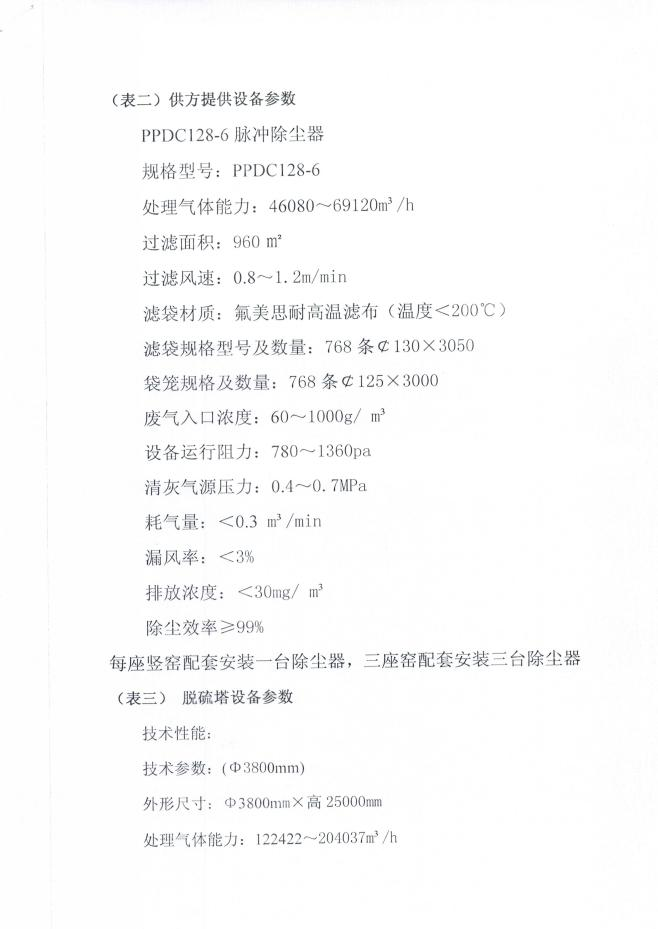 （表二）供方提供设备参数
PPDC128-6 脉冲除尘器
规格型号：PPDC128-6
处理气体能力：46080～69120m³/h
过滤面积：960 ㎡
过滤风速：0.8～1.2m/min
滤袋材质：氟美思耐高温滤布（温度＜200℃）
滤袋规格型号及数量：768 条￠130×3050
袋笼规格及数量：768 条￠125×3000
废气入口浓度：60～1000g/ m³
设备运行阻力：780～1360pa
清灰气源压力：0.4～0.7MPa
耗气量：＜0.3 m³/min
漏风率：＜3%
排放浓度：＜30mg/ m³
除尘效率≥99%
每座竖窑配套安装一台除尘器，三座窑配套安装三台除尘器
（表三） 脱硫塔设备参数
技术性能:
技术参数：(Φ3800mm)
外形尺寸：Φ3800mm×高 25000mm
处理气体能力：122422～204037m³/h